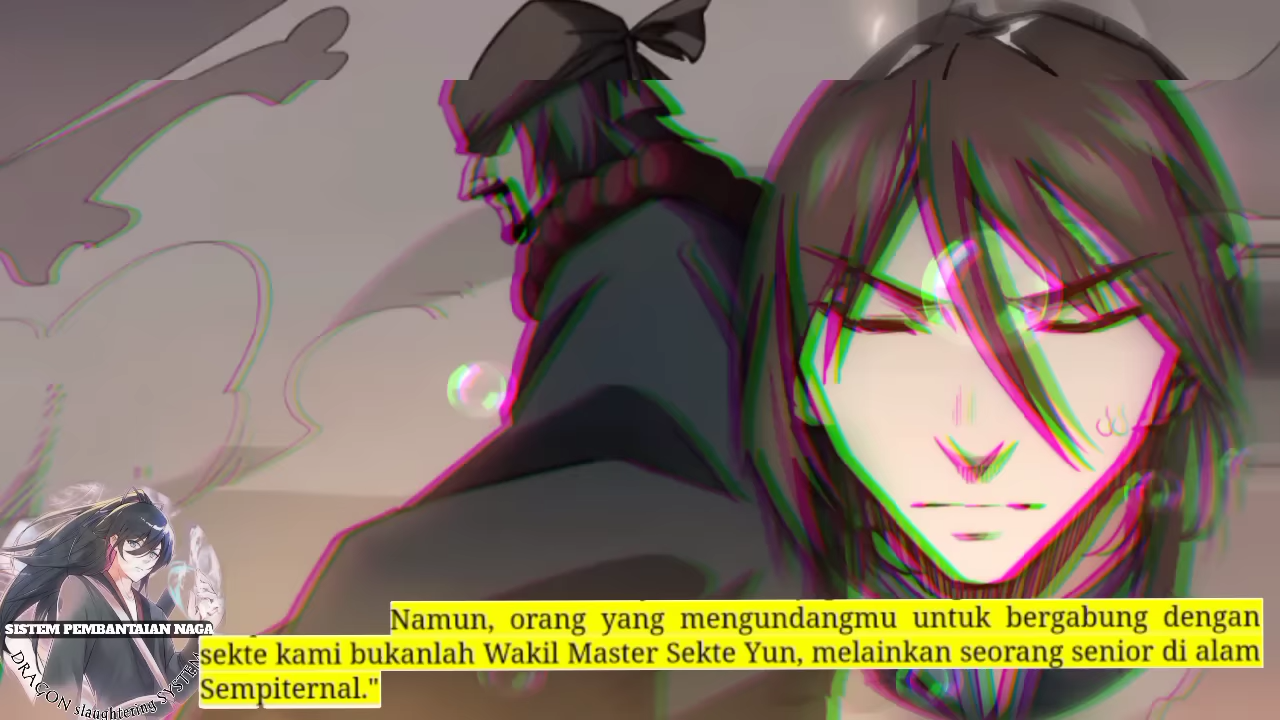 SISTEM PEMBANTAIAN NAGA
DRAGON slaughtering SYSTEM
Namun, orang yang mengundangmu untuk bergabung dengan
sekte kami bukanlah Wakil Master Sekte Yun, melainkan seorang senior di alam
Sempiternal."